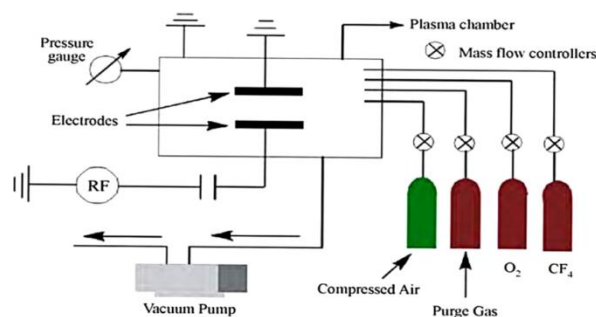 Plasma chamber
Pressure
gauge
Mass flow controllers
Electrodes
RF
Compressed Air
Purge Gas
O₂
CF₄
Vacuum Pump